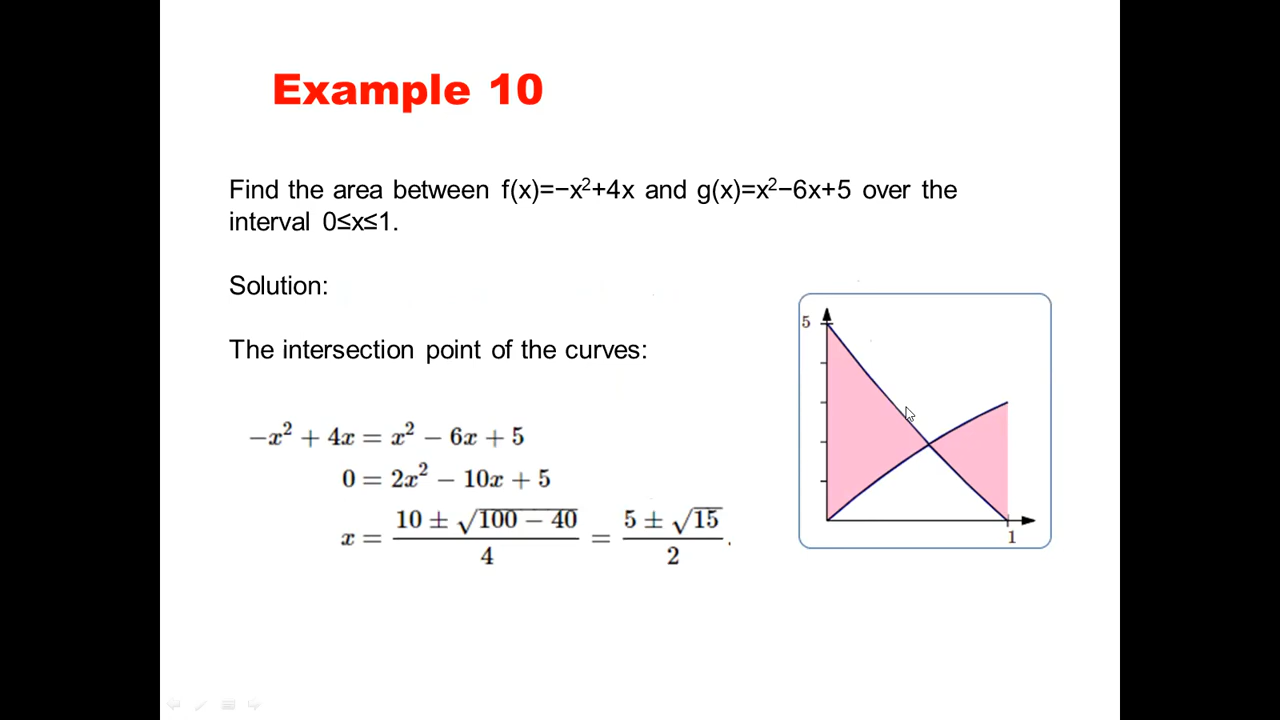 Example 10
Find the area between f(x)=−x²+4x and g(x)=x²−6x+5 over the
interval 0≤x≤1.
Solution:
The intersection point of the curves:
−x² + 4x = x² − 6x + 5
0 = 2x² − 10x + 5
x = (10 ± √(100 − 40))/4 = (5 ± √15)/2.
5
1